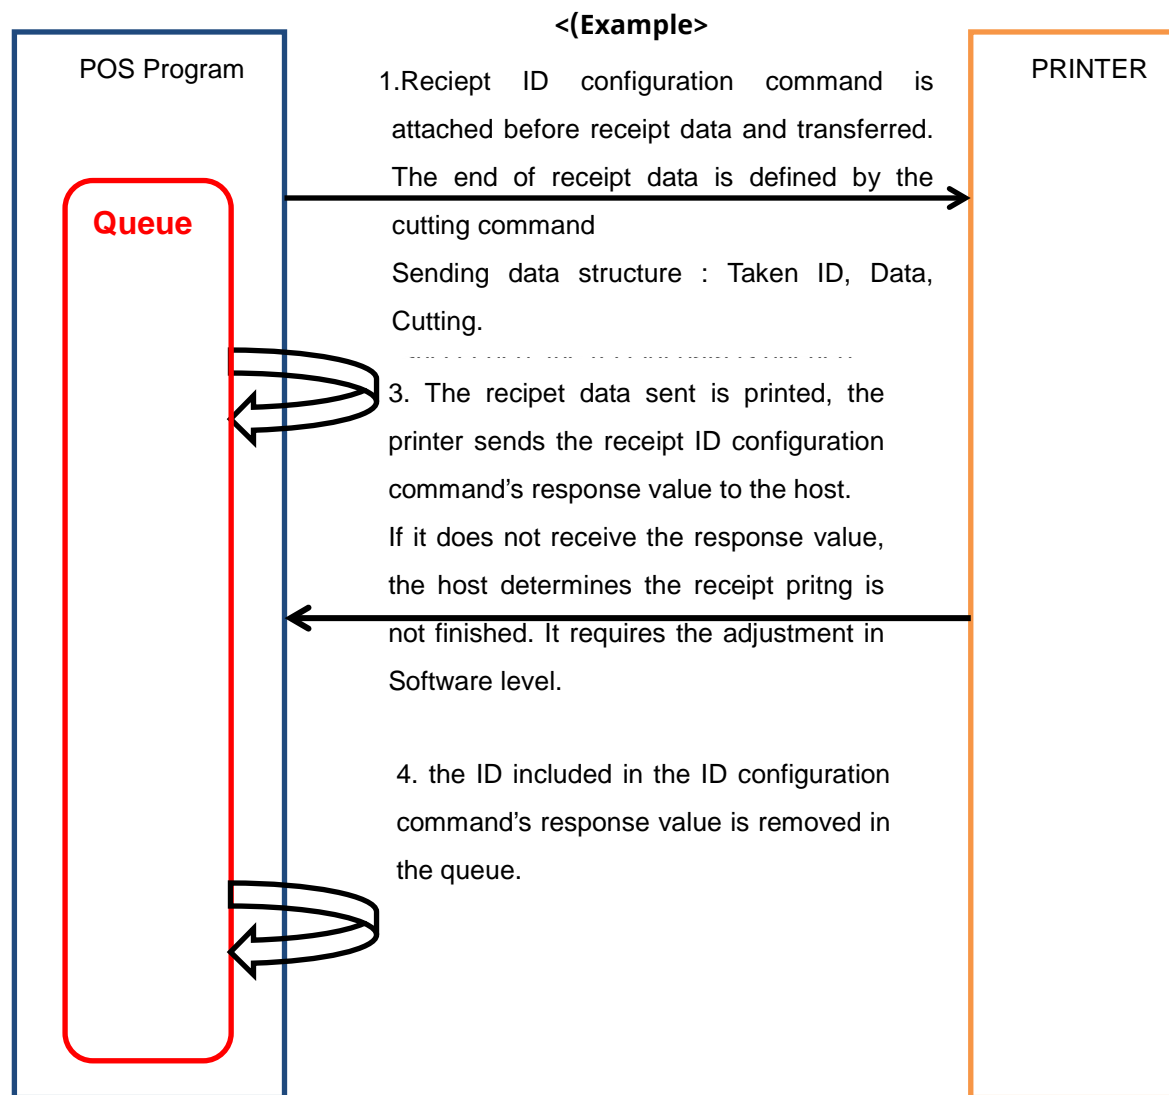 <(Example>
POS Program
PRINTER
1.Reciept ID configuration command is
attached before receipt data and transferred.
The end of receipt data is defined by the
cutting command
Sending data structure : Taken ID, Data,
Cutting.
Queue
3. The recipet data sent is printed, the
printer sends the receipt ID configuration
command’s response value to the host.
If it does not receive the response value,
the host determines the receipt pritng is
not finished. It requires the adjustment in
Software level.
4. the ID included in the ID configuration
command’s response value is removed in
the queue.